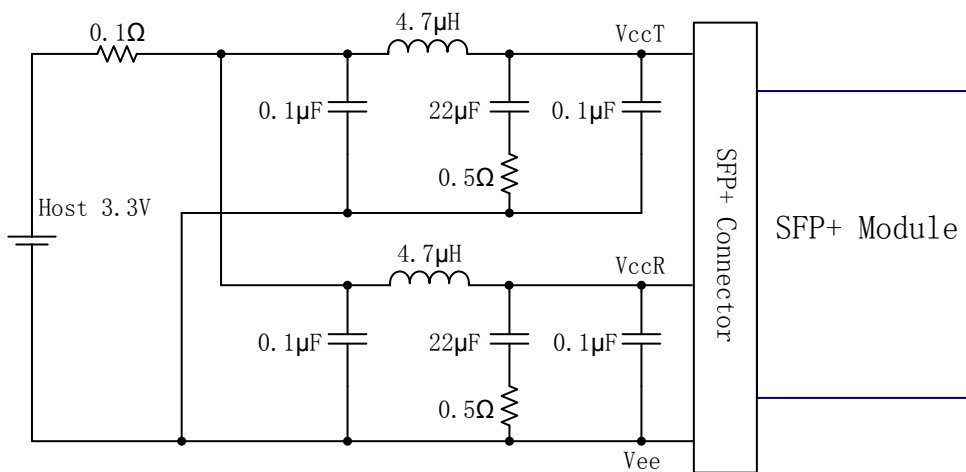 4.7μH
0.1Ω
VccT
0.1μF
22μF
0.1μF
0.5Ω
SFP+ Connector
Host 3.3V
SFP+ Module
4.7μH
VccR
0.1μF
22μF
0.1μF
0.5Ω
Vee